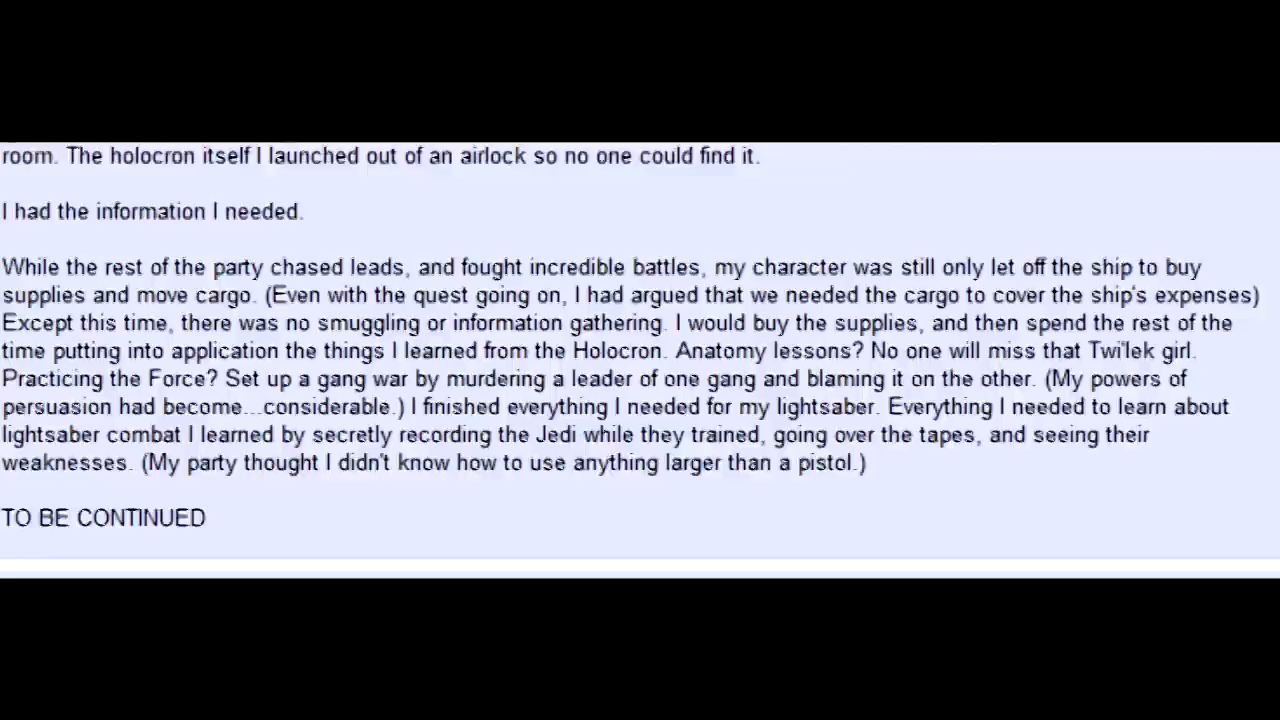 room. The holocron itself I launched out of an airlock so no one could find it.
I had the information I needed.
While the rest of the party chased leads, and fought incredible battles, my character was still only let off the ship to buy
supplies and move cargo. (Even with the quest going on, I had argued that we needed the cargo to cover the ship's expenses)
Except this time, there was no smuggling or information gathering. I would buy the supplies, and then spend the rest of the
time putting into application the things I learned from the Holocron. Anatomy lessons? No one will miss that Twi'lek girl.
Practicing the Force? Set up a gang war by murdering a leader of one gang and blaming it on the other. (My powers of
persuasion had become...considerable.) I finished everything I needed for my lightsaber. Everything I needed to learn about
lightsaber combat I learned by secretly recording the Jedi while they trained, going over the tapes, and seeing their
weaknesses. (My party thought I didn't know how to use anything larger than a pistol.)
TO BE CONTINUED